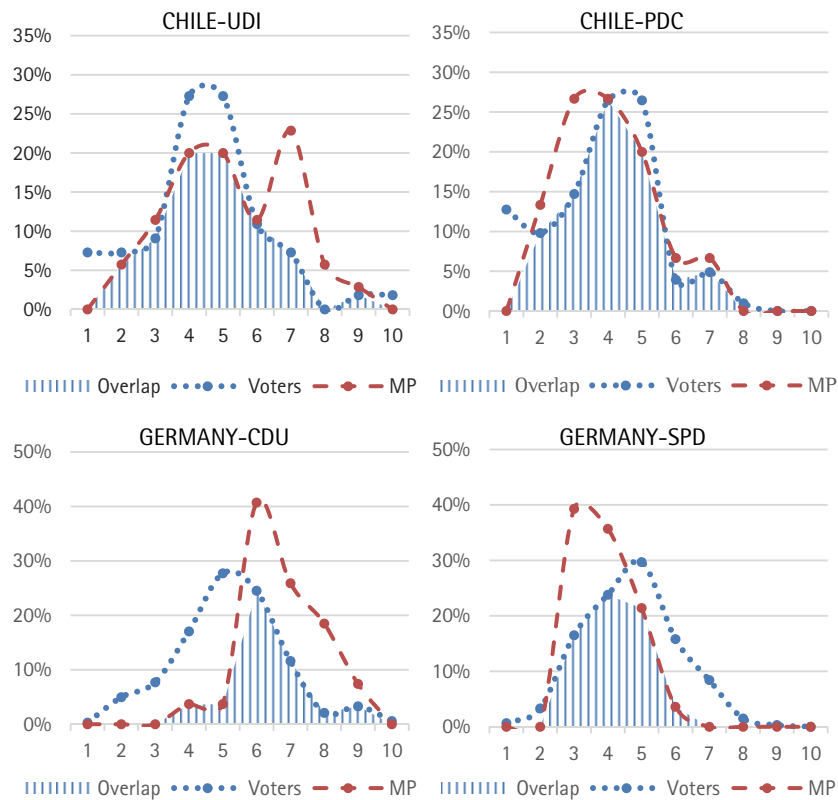 CHILE-UDI
35%
30%
25%
20%
15%
10%
5%
0%
1 2 3 4 5 6 7 8 9 10
Overlap Voters MP
CHILE-PDC
35%
30%
25%
20%
15%
10%
5%
0%
1 2 3 4 5 6 7 8 9 10
Overlap Voters MP
GERMANY-CDU
50%
40%
30%
20%
10%
0%
1 2 3 4 5 6 7 8 9 10
Overlap Voters MP
GERMANY-SPD
50%
40%
30%
20%
10%
0%
1 2 3 4 5 6 7 8 9 10
Overlap Voters MP